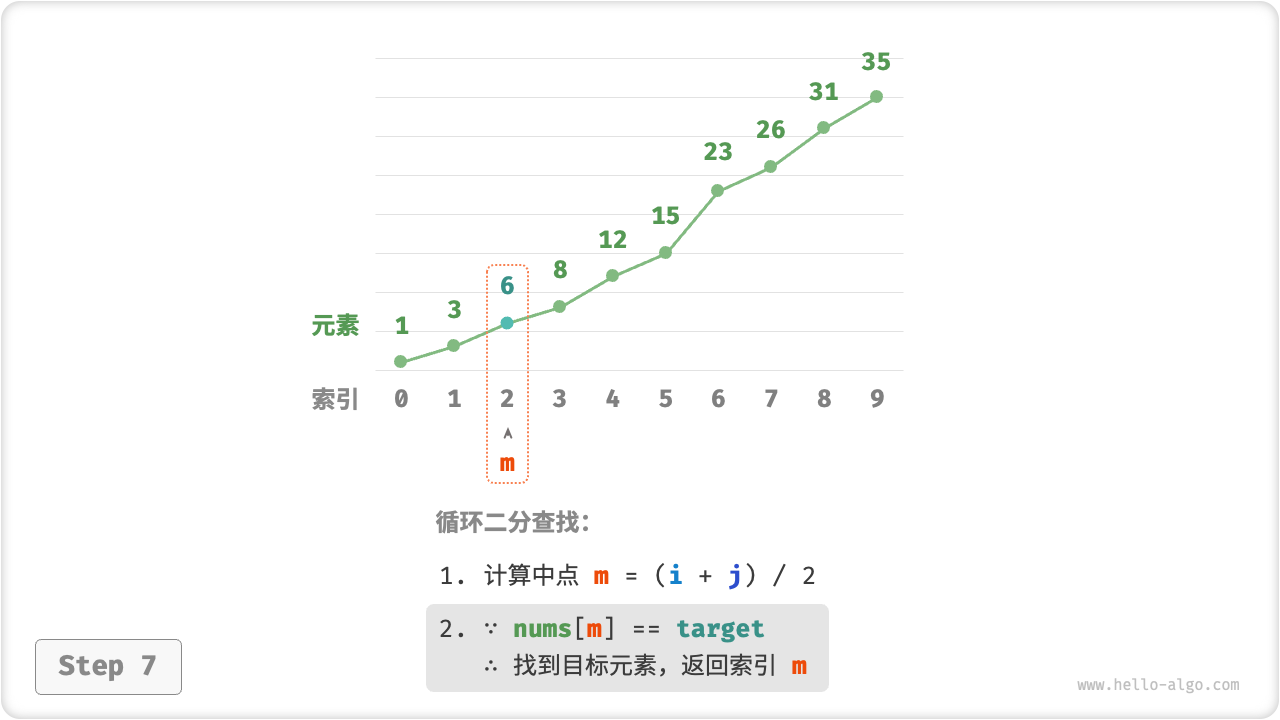 35
31
26
23
15
12
8
6
3
元素 1
索引 0 1 2 3 4 5 6 7 8 9
m
循环二分查找:
1. 计算中点 m = (i + j) / 2
2. ∵ nums[m] == target
∴ 找到目标元素，返回索引 m
Step 7
www.hello-algo.com